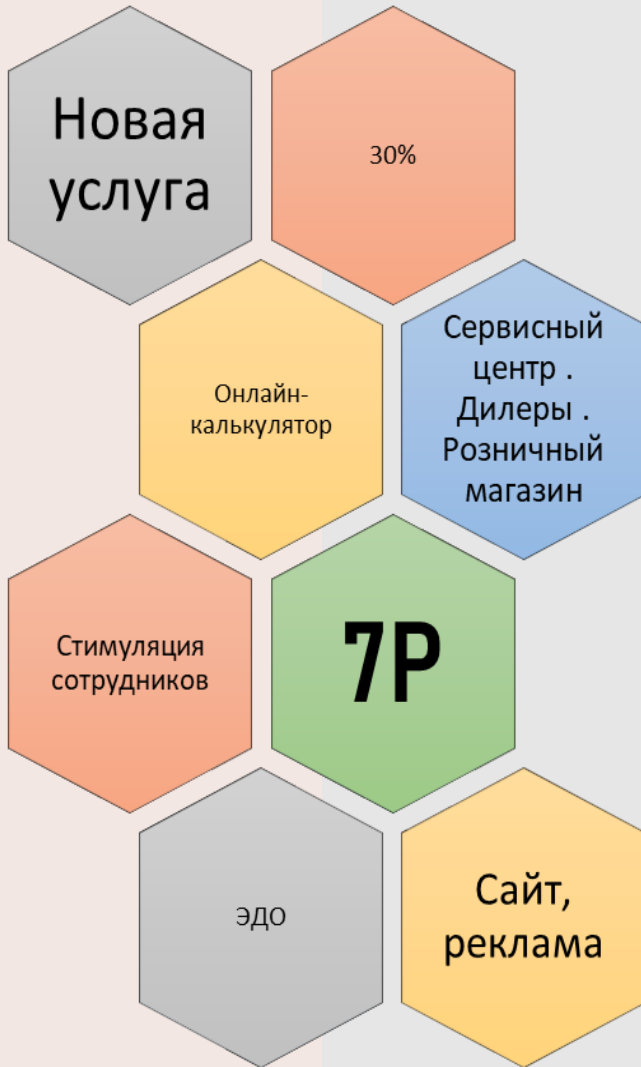 Новая
услуга
30%
Онлайн-
калькулятор
Сервисный
центр .
Дилеры .
Розничный
магазин
Стимуляция
сотрудников
7P
ЭДО
Сайт,
реклама